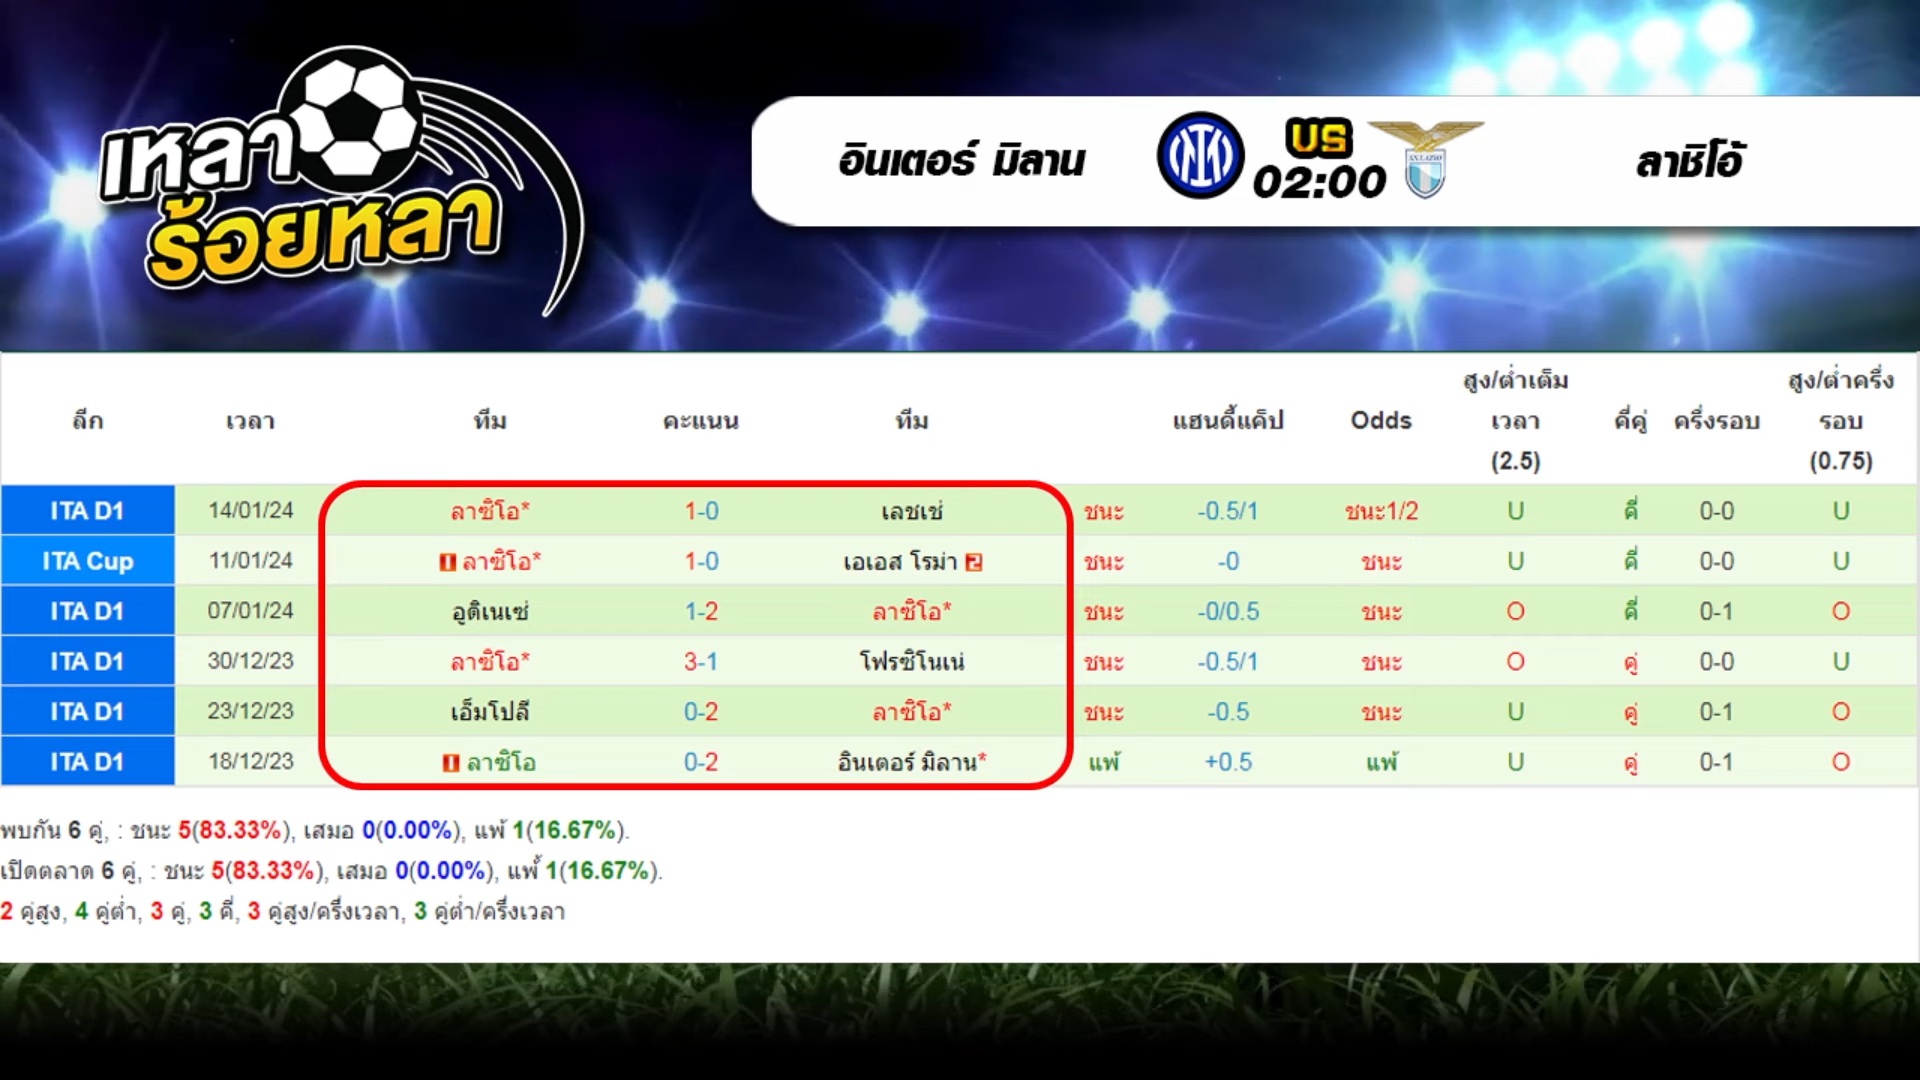 เหลา
ร้อยหลา
อินเตอร์ มิลาน VS ลาซิโอ้
02:00
ลีก เวลา ทีม คะแนน ทีม แฮนดี้แค็ป Odds สูง/ต่ำเต็มเวลา (2.5) คี่คู่ ครึ่งรอบ สูง/ต่ำครึ่งรอบ (0.75)
ITA D1 14/01/24 ลาซิโอ* 1-0 เลชเช่ ชนะ -0.5/1 ชนะ1/2 U คี่ 0-0 U
ITA Cup 11/01/24 1 ลาซิโอ* 1-0 เอเอส โรม่า 2 ชนะ -0 ชนะ U คี่ 0-0 U
ITA D1 07/01/24 อูดิเนเซ่ 1-2 ลาซิโอ* ชนะ -0/0.5 ชนะ O คี่ 0-1 O
ITA D1 30/12/23 ลาซิโอ* 3-1 โฟรซิโนเน่ ชนะ -0.5/1 ชนะ O คู่ 0-0 U
ITA D1 23/12/23 เอ็มโปลี 0-2 ลาซิโอ* ชนะ -0.5 ชนะ U คู่ 0-1 O
ITA D1 18/12/23 1 ลาซิโอ 0-2 อินเตอร์ มิลาน* แพ้ +0.5 แพ้ U คู่ 0-1 O
พบกัน 6 คู่, : ชนะ 5(83.33%), เสมอ 0(0.00%), แพ้ 1(16.67%).
เปิดตลาด 6 คู่, : ชนะ 5(83.33%), เสมอ 0(0.00%), แพ้ 1(16.67%).
2 คู่สูง, 4 คู่ต่ำ, 3 คู่, 3 คี่, 3 คู่สูง/ครึ่งเวลา, 3 คู่ต่ำ/ครึ่งเวลา